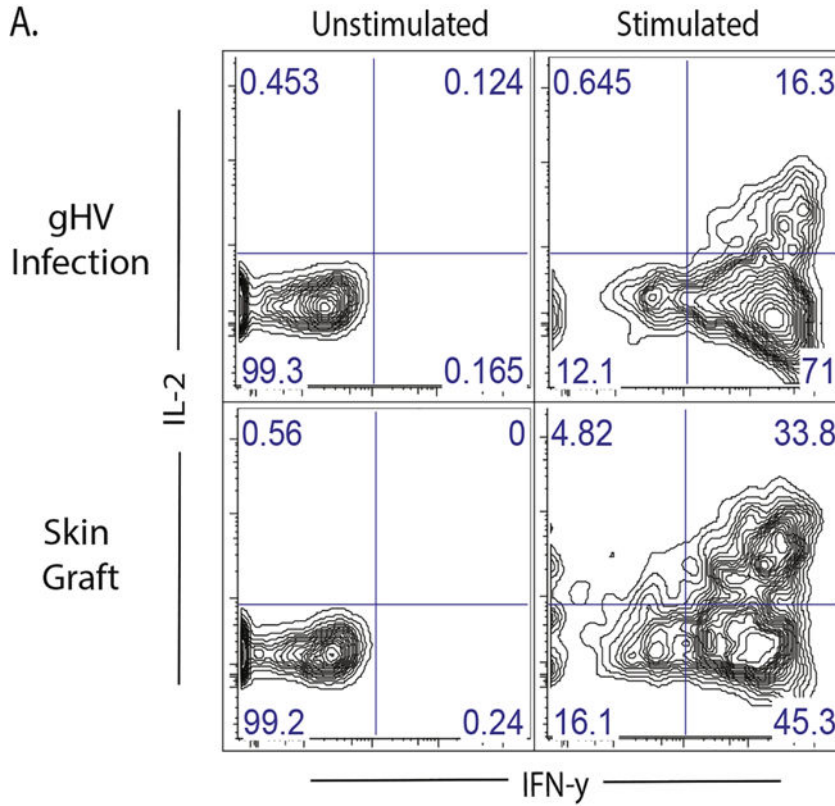 A.
Unstimulated Stimulated
0.453 0.124 0.645 16.3
gHV
Infection
99.3 0.165 12.1 71
IL-2
0.56 0 4.82 33.8
Skin
Graft
99.2 0.24 16.1 45.3
IFN-y